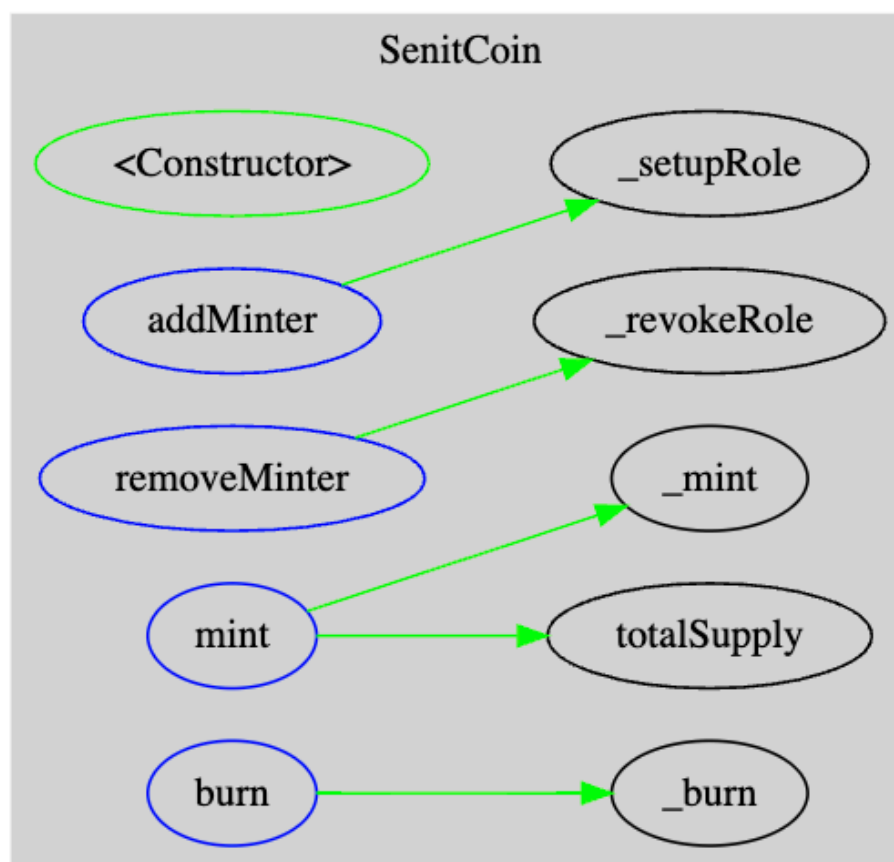 SenitCoin
<Constructor>
_setupRole
addMinter
_revokeRole
removeMinter
_mint
mint
totalSupply
burn
_burn